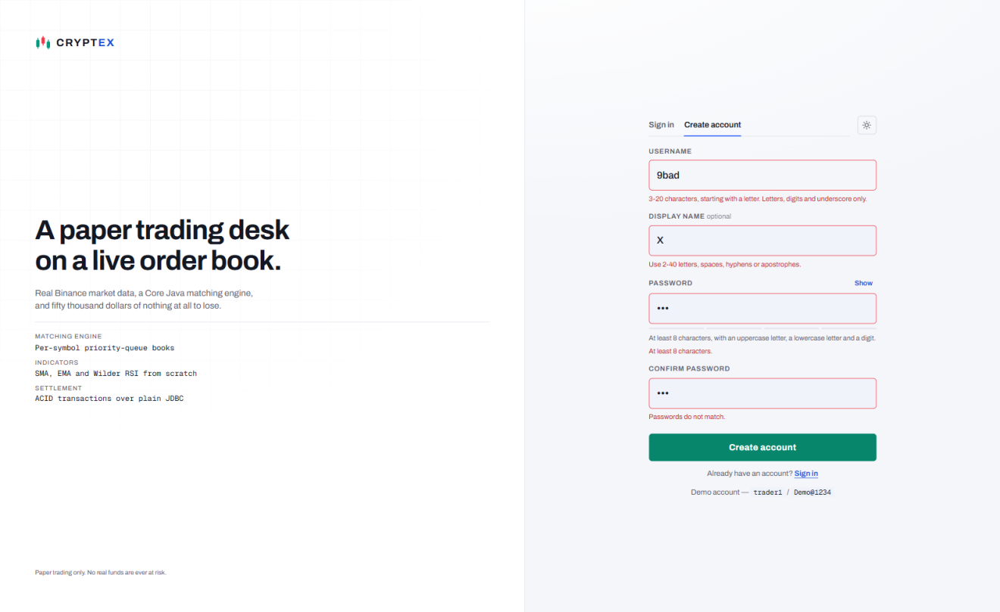 CRYPTEX
A paper trading desk
on a live order book.
Real Binance market data, a Core Java matching engine,
and fifty thousand dollars of nothing at all to lose.
MATCHING ENGINE
Per-symbol priority-queue books
INDICATORS
SMA, EMA and Wilder RSI from scratch
SETTLEMENT
ACID transactions over plain JDBC
Paper trading only. No real funds are ever at risk.
Sign in Create account
USERNAME
9bad
3-20 characters, starting with a letter. Letters, digits and underscore only.
DISPLAY NAME optional
X
Use 2-40 letters, spaces, hyphens or apostrophes.
PASSWORD Show
•••
At least 8 characters, with an uppercase letter, a lowercase letter and a digit.
At least 8 characters.
CONFIRM PASSWORD
•••
Passwords do not match.
Create account
Already have an account? Sign in
Demo account — trader1 / Demo@1234